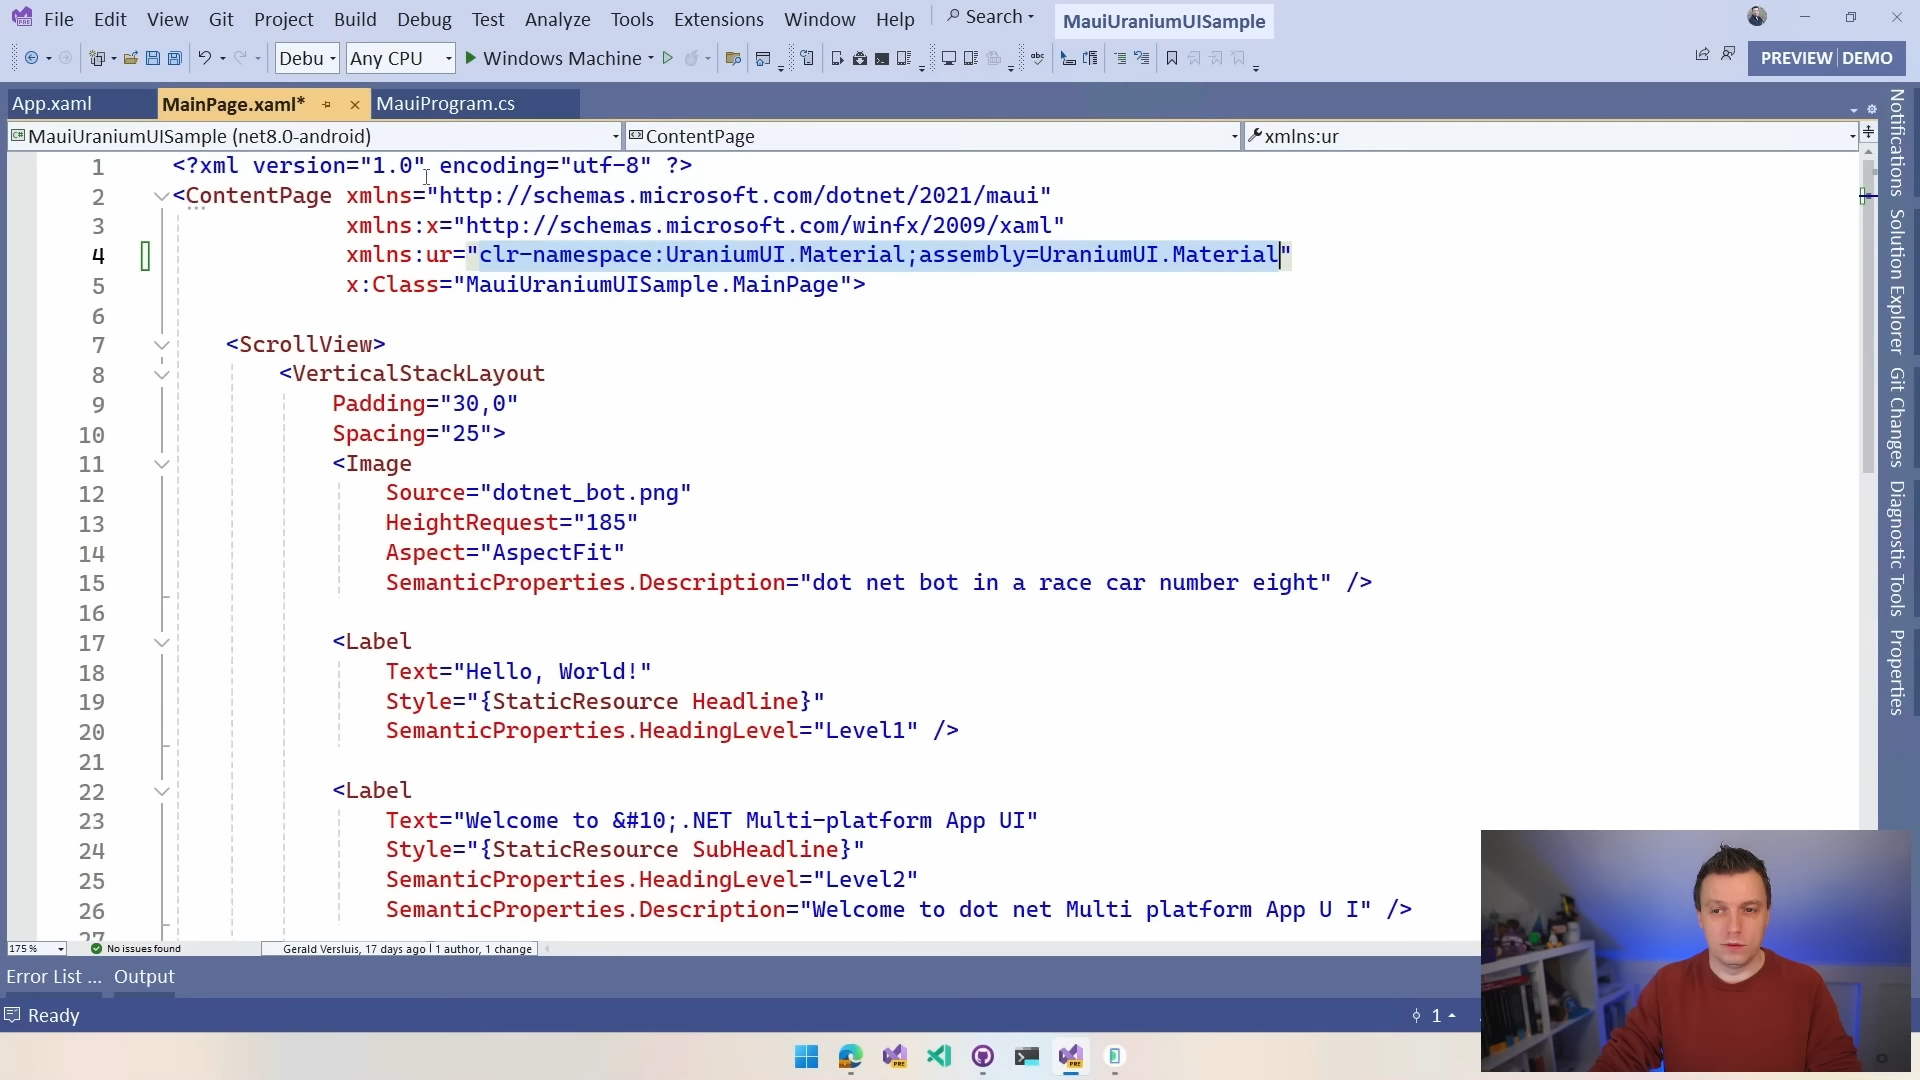 File Edit View Git Project Build Debug Test Analyze Tools Extensions Window Help Search MauiUraniumUISample
Debu Any CPU Windows Machine PREVIEW DEMO
App.xaml MainPage.xaml* MauiProgram.cs
MauiUraniumUISample (net8.0-android) ContentPage xmlns:ur
1 <?xml version="1.0" encoding="utf-8" ?>
2 <ContentPage xmlns="http://schemas.microsoft.com/dotnet/2021/maui"
3 xmlns:x="http://schemas.microsoft.com/winfx/2009/xaml"
4 xmlns:ur="clr-namespace:UraniumUI.Material;assembly=UraniumUI.Material"
5 x:Class="MauiUraniumUISample.MainPage">
6
7 <ScrollView>
8 <VerticalStackLayout
9 Padding="30,0"
10 Spacing="25">
11 <Image
12 Source="dotnet_bot.png"
13 HeightRequest="185"
14 Aspect="AspectFit"
15 SemanticProperties.Description="dot net bot in a race car number eight" />
16
17 <Label
18 Text="Hello, World!"
19 Style="{StaticResource Headline}"
20 SemanticProperties.HeadingLevel="Level1" />
21
22 <Label
23 Text="Welcome to &#10;.NET Multi-platform App UI"
24 Style="{StaticResource SubHeadline}"
25 SemanticProperties.HeadingLevel="Level2"
26 SemanticProperties.Description="Welcome to dot net Multi platform App U I" />
27
175 % No issues found Gerald Versluis, 17 days ago | 1 author, 1 change
Error List ... Output
Ready 1
Notifications
Solution Explorer
Git Changes
Diagnostic Tools
Properties